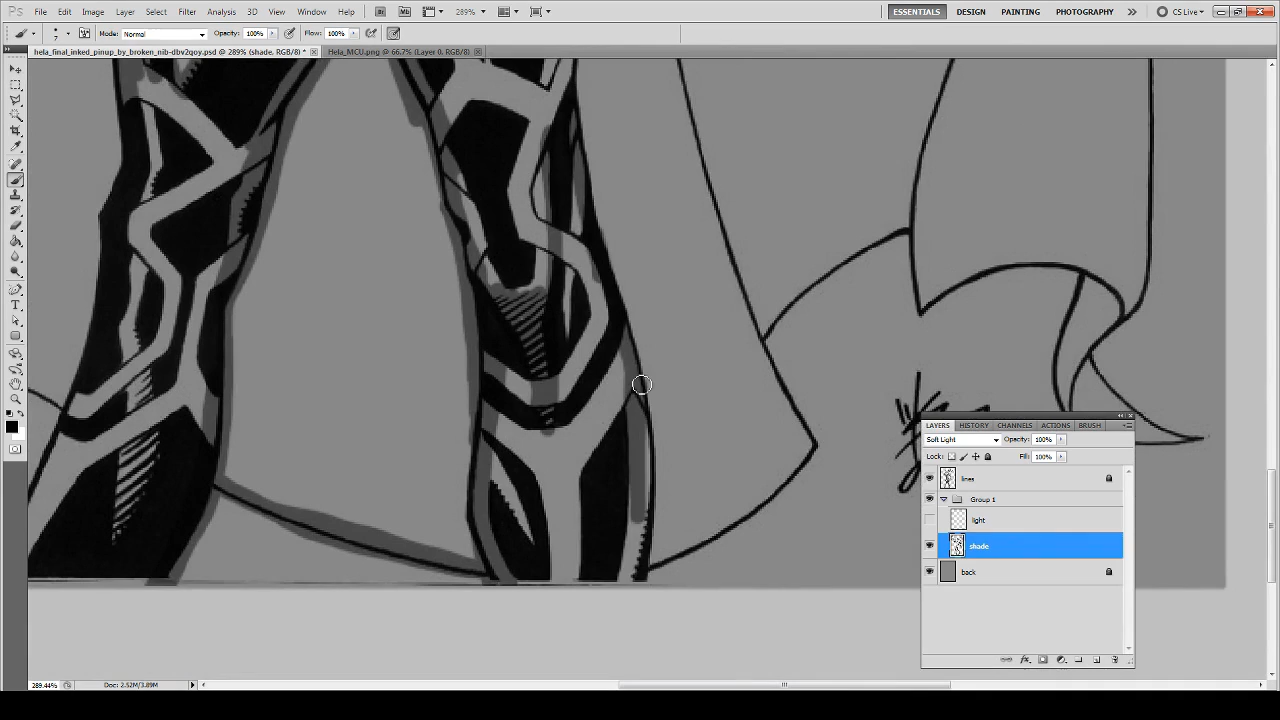 Ps File Edit Image Layer Select Filter Analysis 3D View Window Help Br Mb 289% ESSENTIALS DESIGN PAINTING PHOTOGRAPHY CS Live
7 Mode: Normal Opacity: 100% Flow: 100%
hela_final_inked_pinup_by_broken_nib-dbv2qoy.psd @ 289% (shade, RGB/8) * Hela_MCU.png @ 66.7% (Layer 0, RGB/8)
LAYERS HISTORY CHANNELS ACTIONS BRUSH
Soft Light Opacity: 100%
Lock: Fill: 100%
lines
Group 1
light
shade
back
289.44% Doc: 2.52M/3.89M